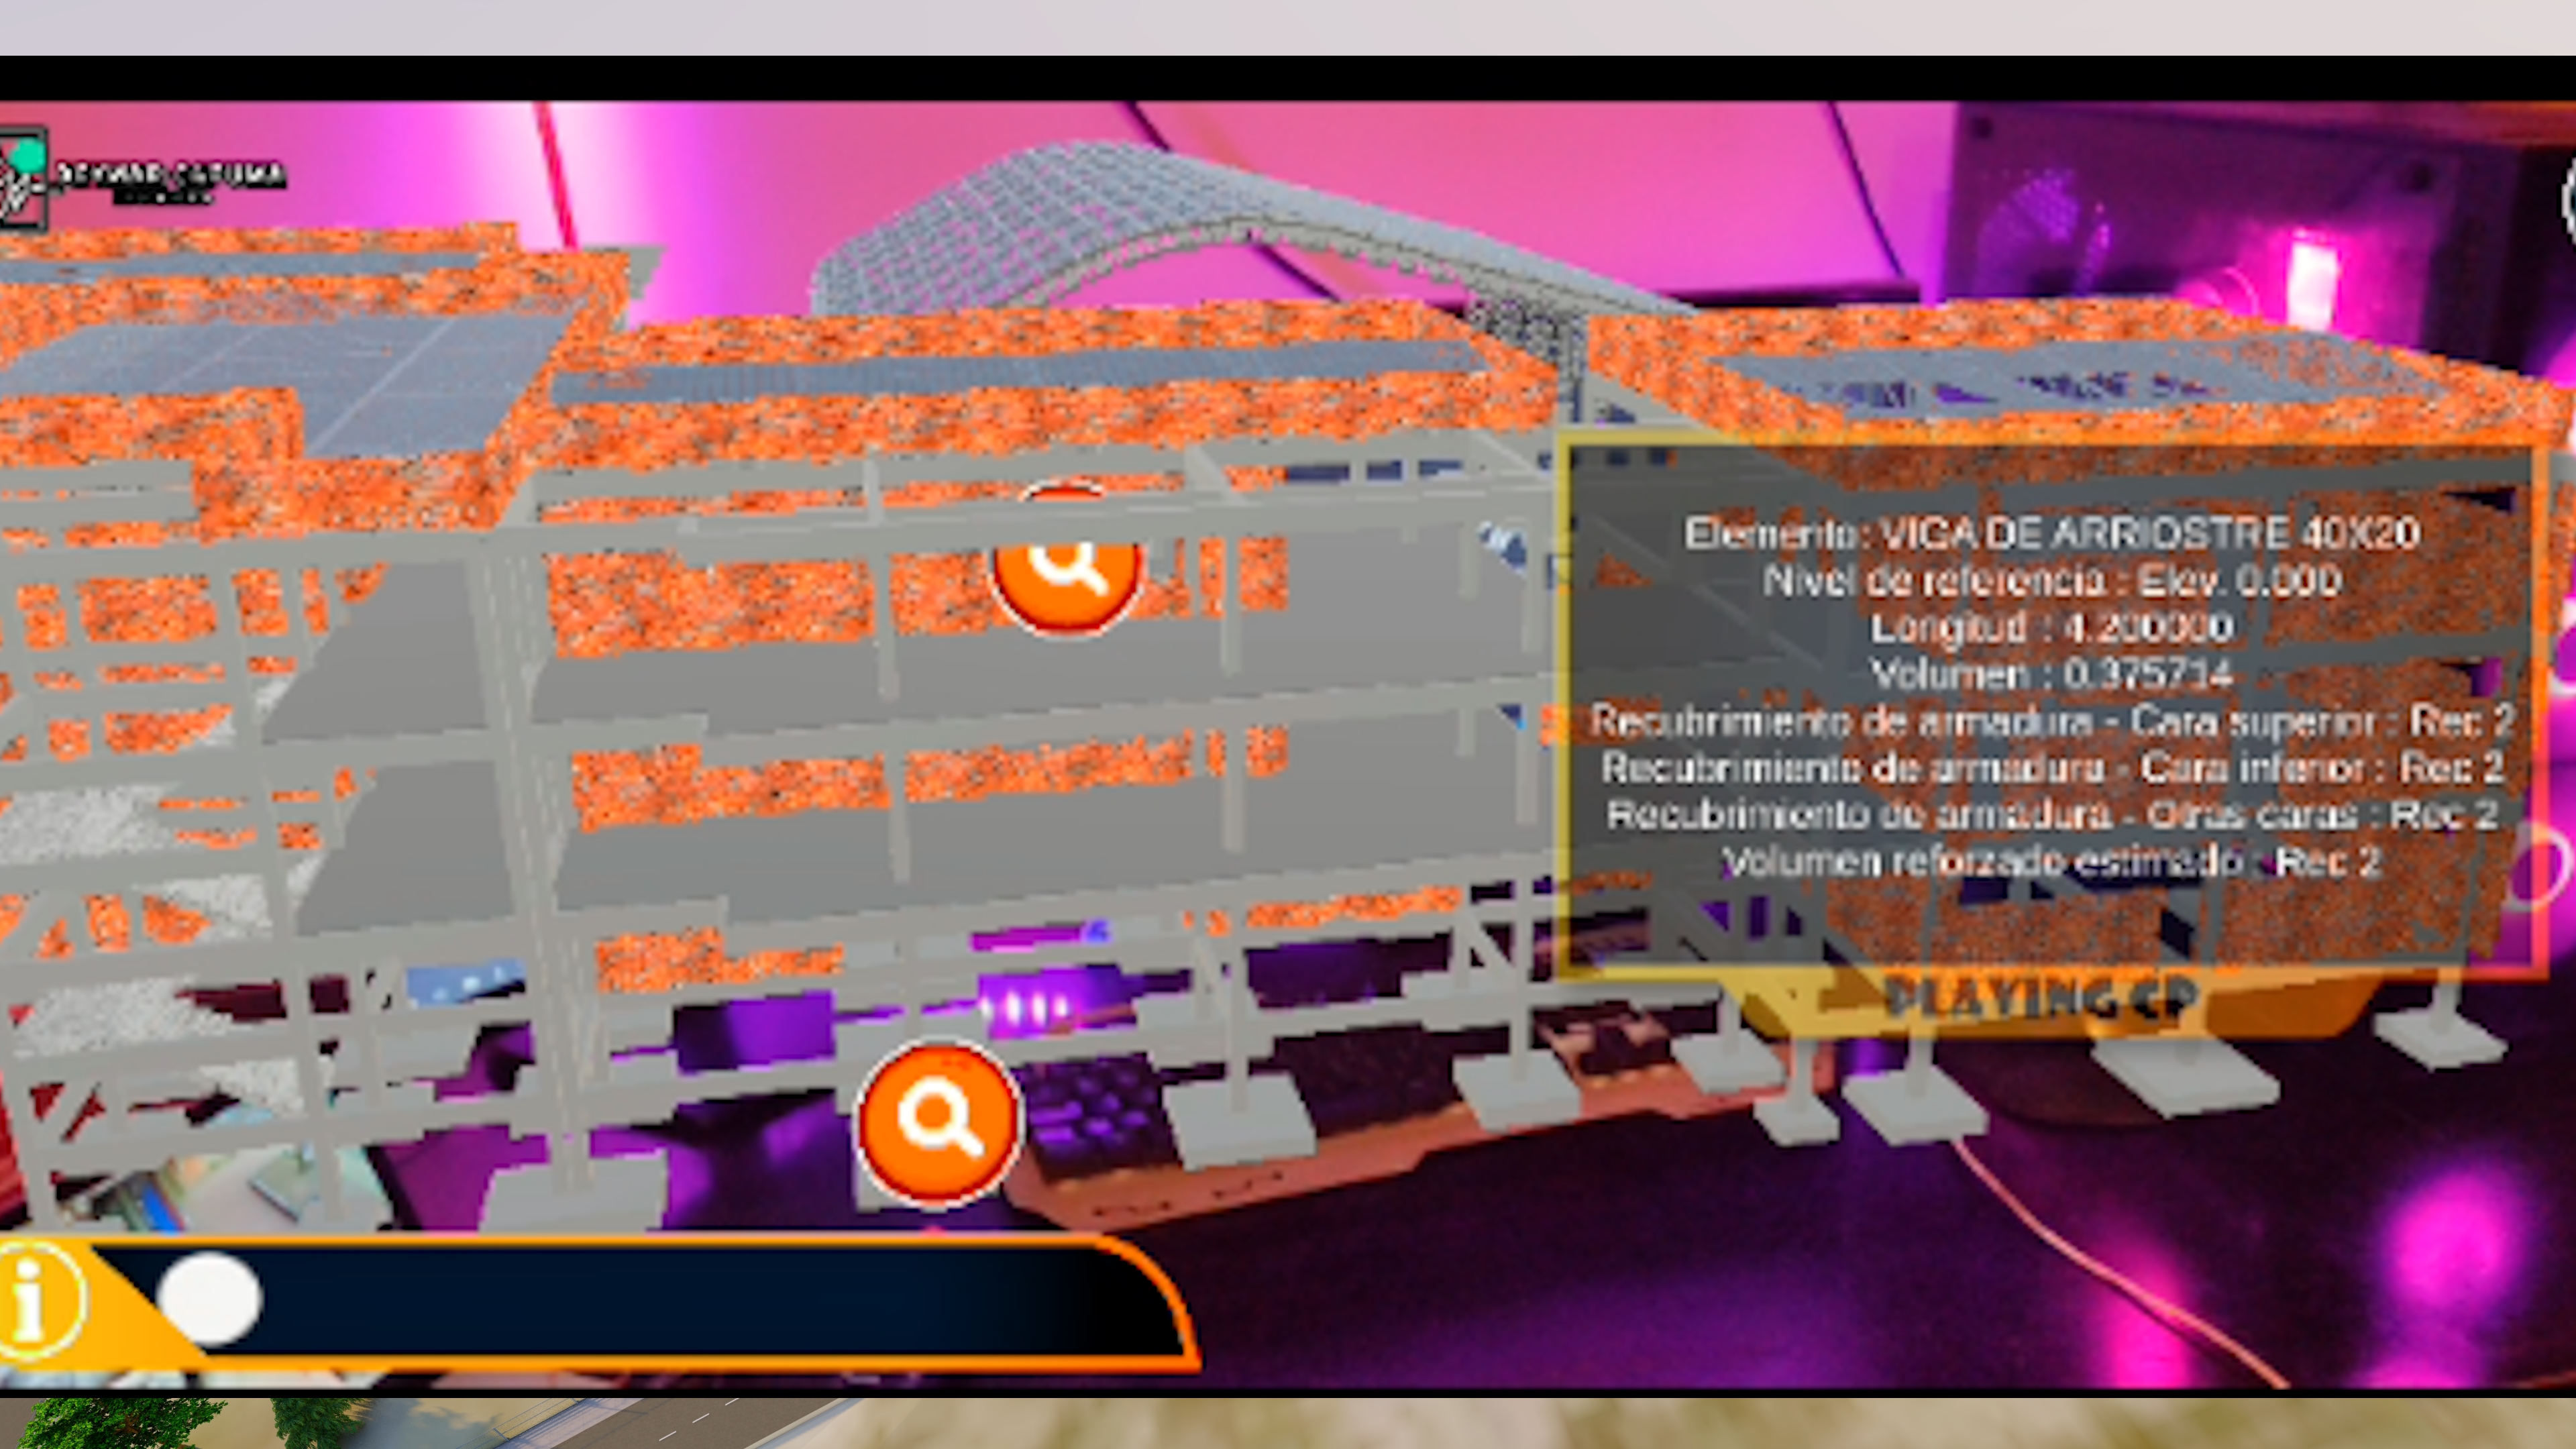 Elemento: VIGA DE ARRIOSTRE 40X20
Nivel de referencia : Elev. 0.000
Longitud : 4.200000
Volumen : 0.375714
Recubrimiento de armadura - Cara superior : Rec 2
Recubrimiento de armadura - Cara inferior : Rec 2
Recubrimiento de armadura - Otras caras : Rec 2
Volumen reforzado estimado : Rec 2
PLAYING CP